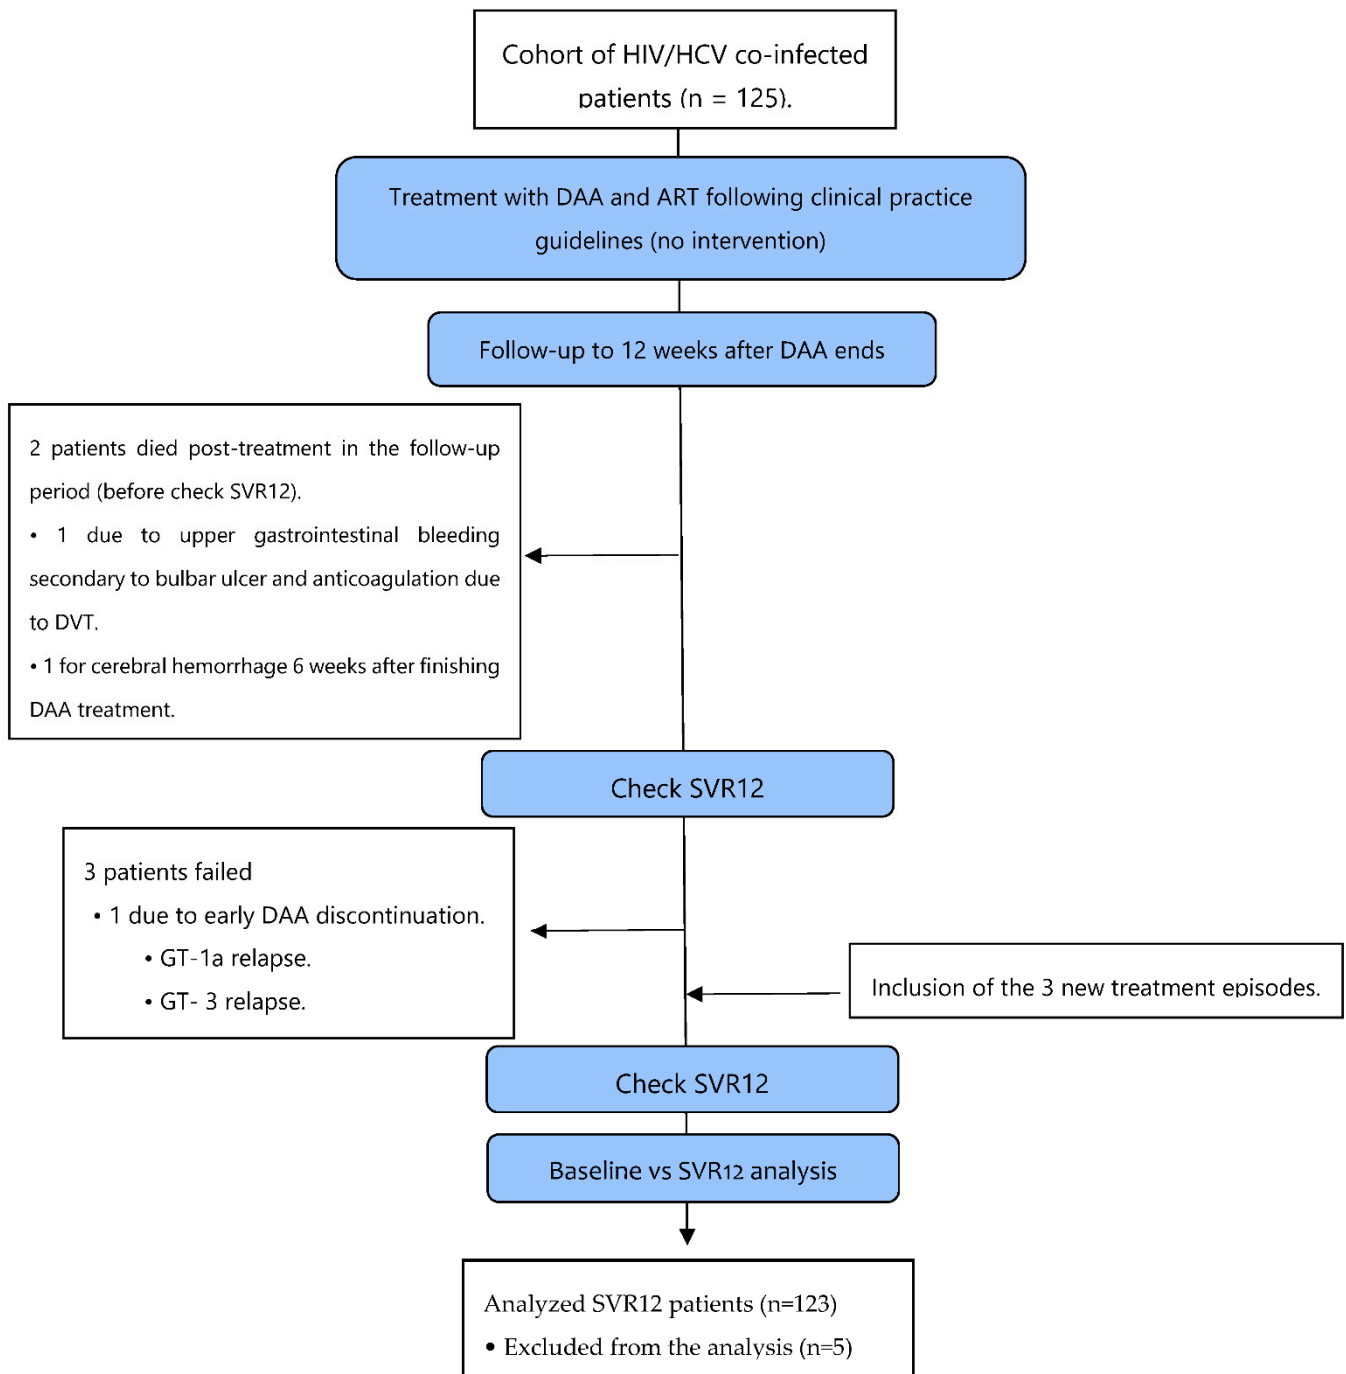 Cohort of HIV/HCV co-infected
patients (n = 125).
Treatment with DAA and ART following clinical practice
guidelines (no intervention)
Follow-up to 12 weeks after DAA ends
2 patients died post-treatment in the follow-up
period (before check SVR12).
• 1 due to upper gastrointestinal bleeding
secondary to bulbar ulcer and anticoagulation due
to DVT.
• 1 for cerebral hemorrhage 6 weeks after finishing
DAA treatment.
Check SVR12
3 patients failed
• 1 due to early DAA discontinuation.
• GT-1a relapse.
• GT- 3 relapse.
Inclusion of the 3 new treatment episodes.
Check SVR12
Baseline vs SVR12 analysis
Analyzed SVR12 patients (n=123)
• Excluded from the analysis (n=5)